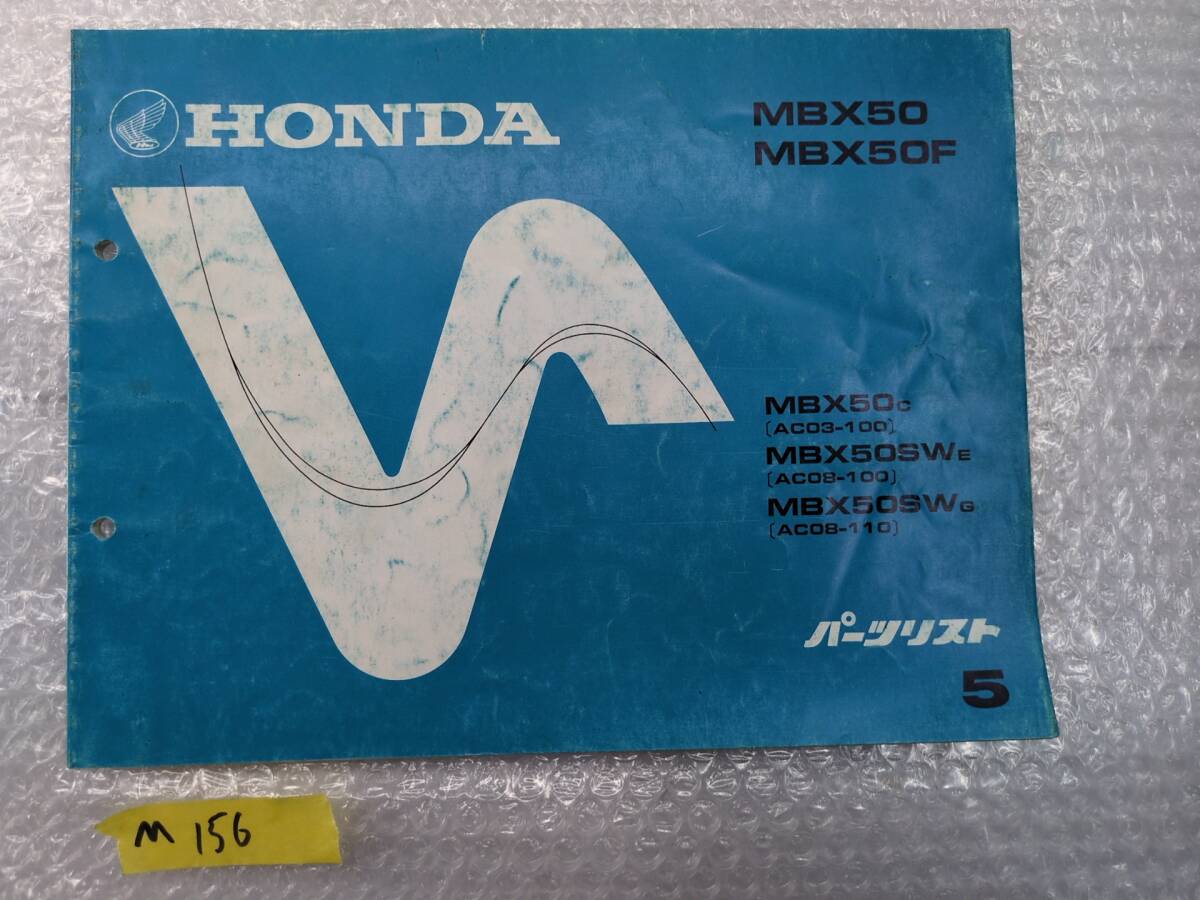 HONDA
MBX50
MBX50F
MBX50C
(AC03-100)
MBX50SWE
(AC08-100)
MBX50SWG
(AC08-110)
パーツリスト
5
M 156